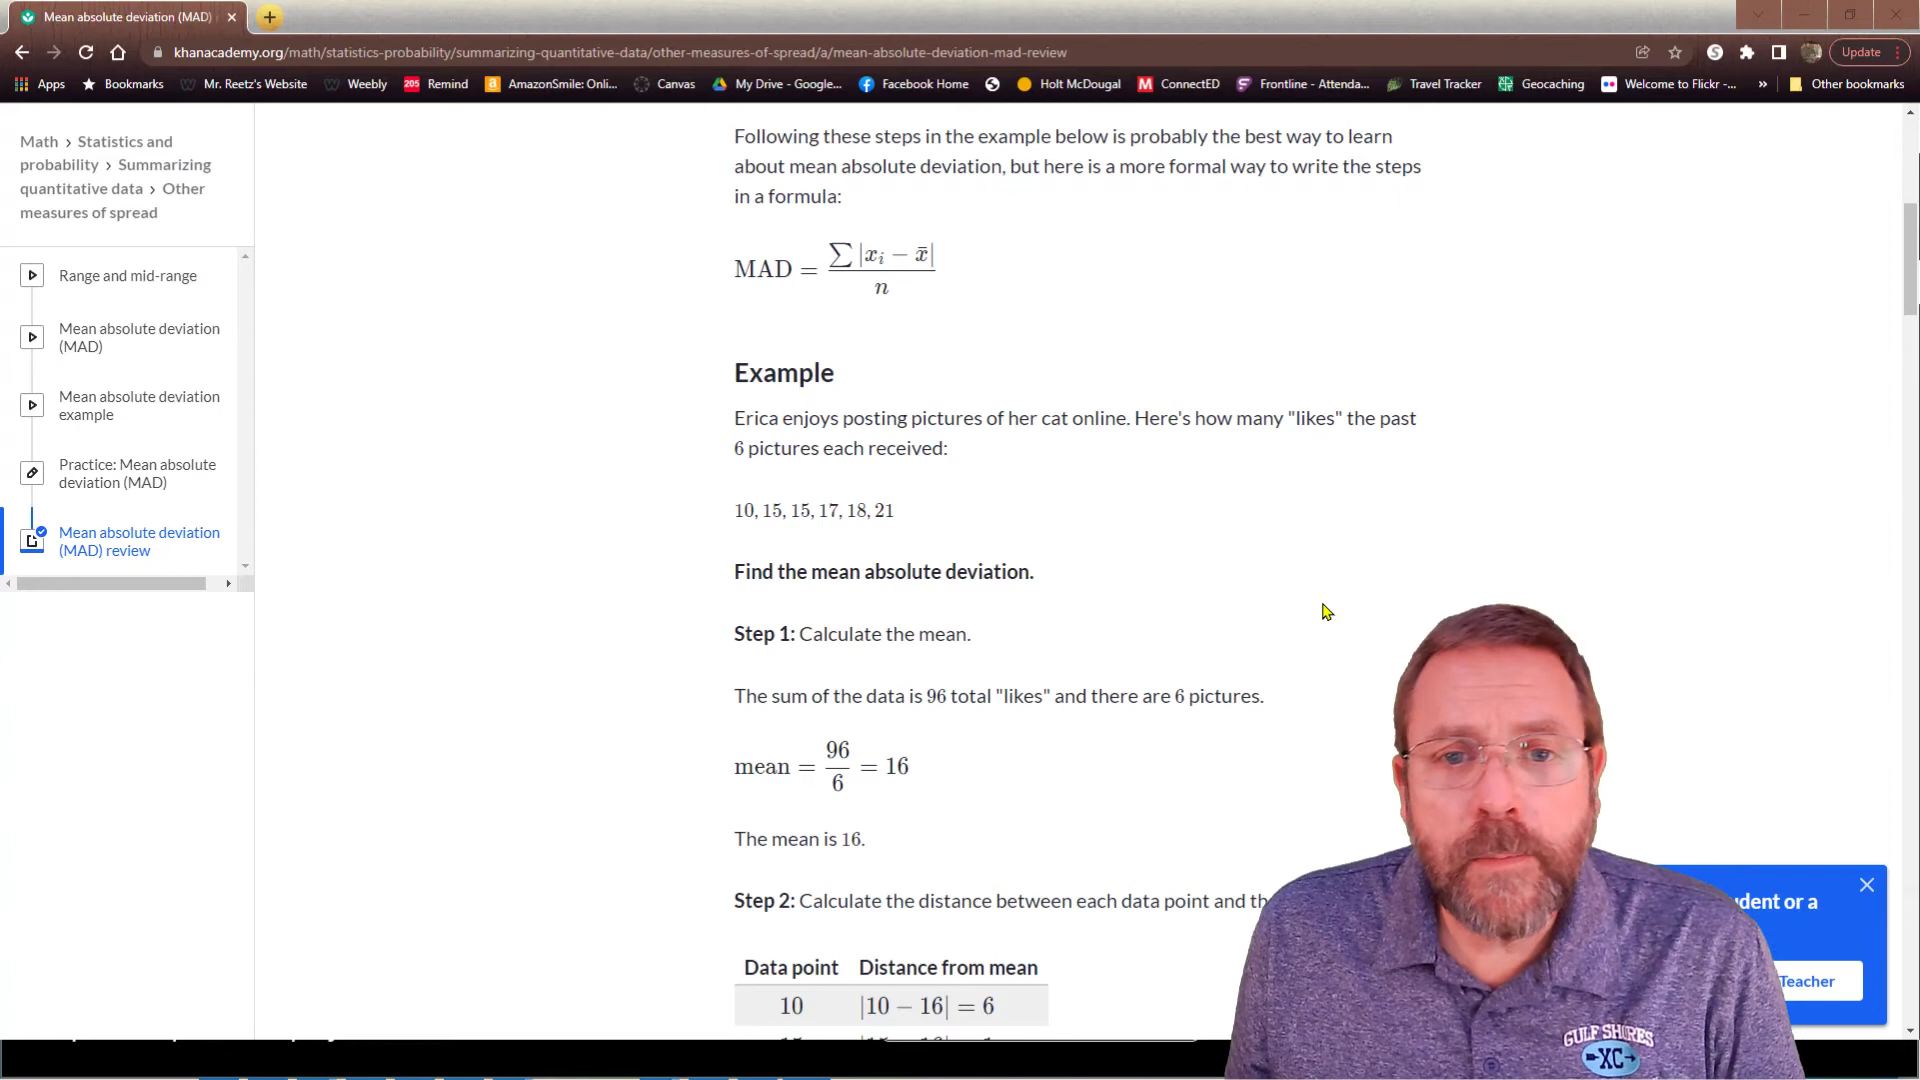 Mean absolute deviation (MAD)
khanacademy.org/math/statistics-probability/summarizing-quantitative-data/other-measures-of-spread/a/mean-absolute-deviation-mad-review
Update
Apps Bookmarks Mr. Reetz's Website Weekly 205 Remind AmazonSmile: Onli... Canvas My Drive - Google... Facebook Home Holt McDougal ConnectED Frontline - Attenda... Travel Tracker Geocaching Welcome to Flickr -... » Other bookmarks
Math > Statistics and
probability > Summarizing
quantitative data > Other
measures of spread
Range and mid-range
Mean absolute deviation
(MAD)
Mean absolute deviation
example
Practice: Mean absolute
deviation (MAD)
Mean absolute deviation
(MAD) review
Following these steps in the example below is probably the best way to learn
about mean absolute deviation, but here is a more formal way to write the steps
in a formula:
MAD = ∑ |xᵢ − x̄| / n
Example
Erica enjoys posting pictures of her cat online. Here's how many "likes" the past
6 pictures each received:
10, 15, 15, 17, 18, 21
Find the mean absolute deviation.
Step 1: Calculate the mean.
The sum of the data is 96 total "likes" and there are 6 pictures.
mean = 96 / 6 = 16
The mean is 16.
Step 2: Calculate the distance between each data point and
Data point Distance from mean
10 |10 − 16| = 6
or a
Teacher
GULF SHORES
XC